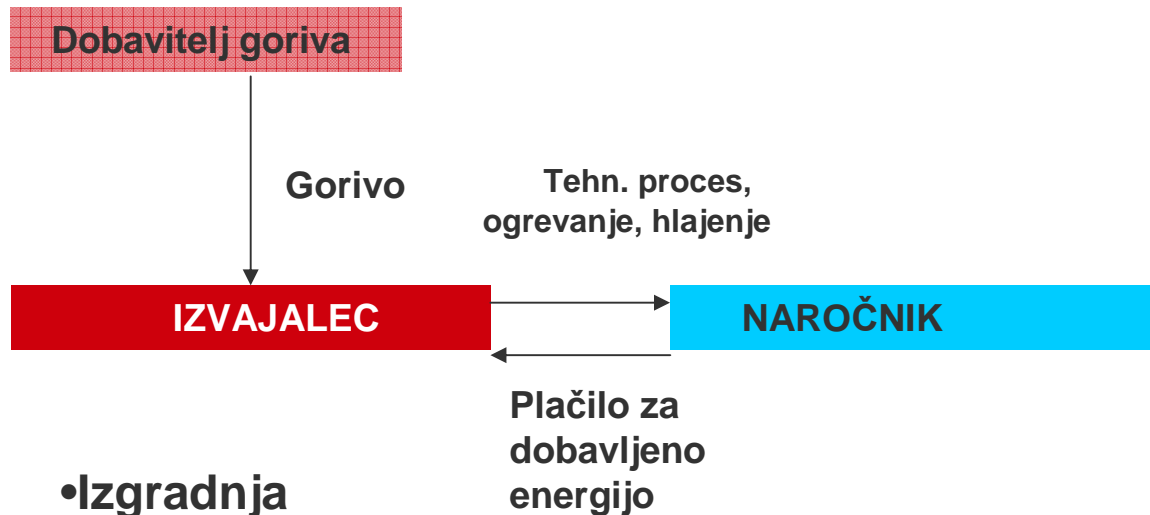 Dobavitelj goriva
Gorivo
Tehn. proces,
ogrevanje, hlajenje
IZVAJALEC
NAROČNIK
Plačilo za
dobavljeno
energijo
•Izgradnja